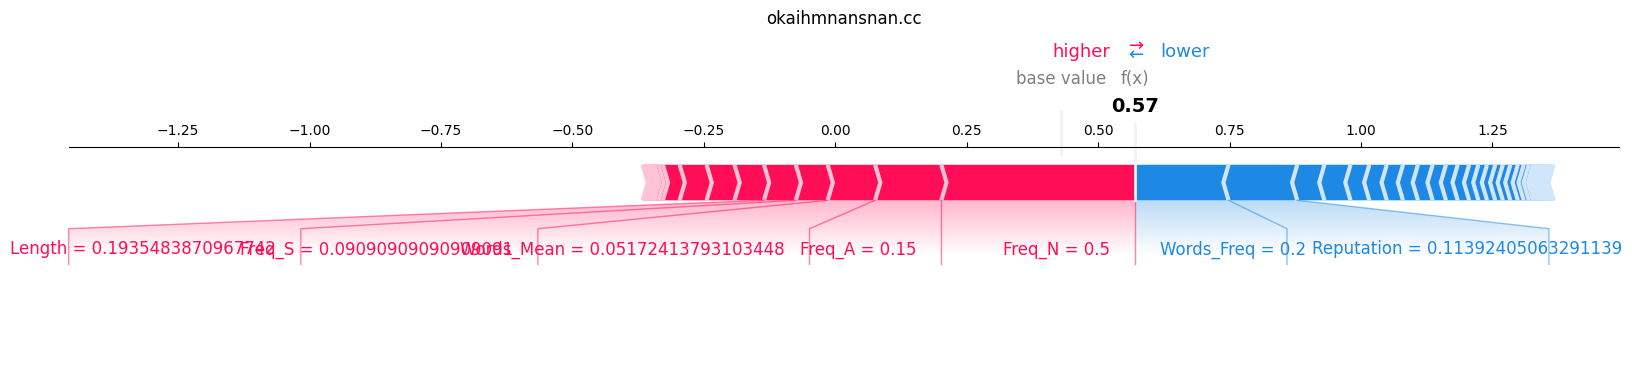 okaihmnansnan.cc
higher → lower
←
base value f(x)
0.57
−1.25 −1.00 −0.75 −0.50 −0.25 0.00 0.25 0.50 0.75 1.00 1.25
Length = 0.1935483870967742 Freq_S = 0.09090909090909091 Words_Mean = 0.05172413793103448 Freq_A = 0.15 Freq_N = 0.5 Words_Freq = 0.2 Reputation = 0.11392405063291139